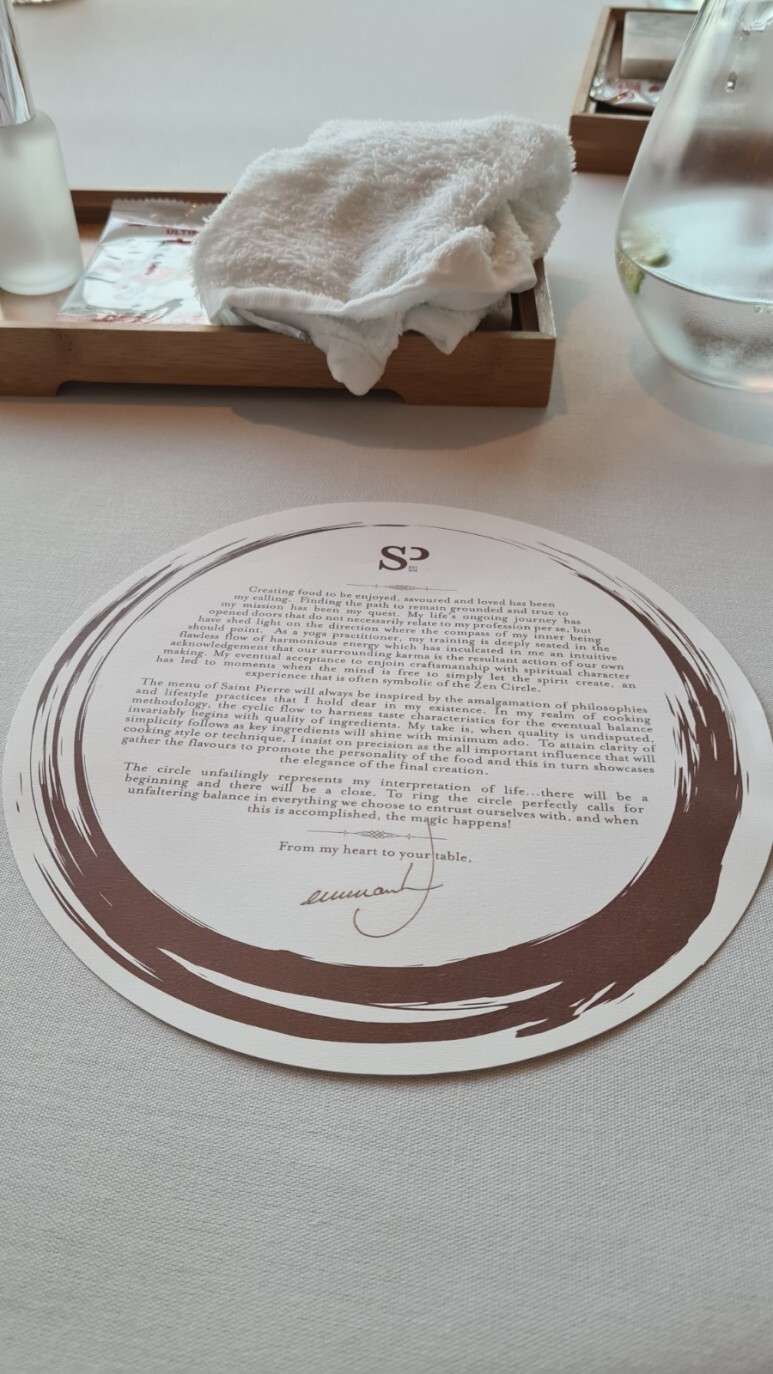 ULTI
SP
Creating food to be enjoyed, savoured and loved has been
my calling. Finding the path to remain grounded and true to
my mission has been my quest. My life's ongoing journey has
opened doors that do not necessarily relate to my profession per se, but
have shed light on the direction where the compass of my inner being
should point. As a yoga practitioner, my training is deeply seated in the
flawless flow of harmonious energy which has inculcated in me an intuitive
acknowledgement that our surrounding karma is the resultant action of our own
making. My eventual acceptance to enjoin craftsmanship with spiritual character
has led to moments when the mind is free to simply let the spirit create, an
experience that is often symbolic of the Zen Circle.
The menu of Saint Pierre will always be inspired by the amalgamation of philosophies
and lifestyle practices that I hold dear in my existence. In my realm of cooking
methodology, the cyclic flow to harness taste characteristics for the eventual balance
invariably begins with quality of ingredients. My take is, when quality is undisputed,
simplicity follows as key ingredients will shine with minimum ado. To attain clarity of
cooking style or technique, I insist on precision as the all important influence that will
gather the flavours to promote the personality of the food and this in turn showcases
the elegance of the final creation.
The circle unfailingly represents my interpretation of life...there will be a
beginning and there will be a close. To ring the circle perfectly calls for
unfaltering balance in everything we choose to entrust ourselves with, and when
this is accomplished, the magic happens!
From my heart to your table,